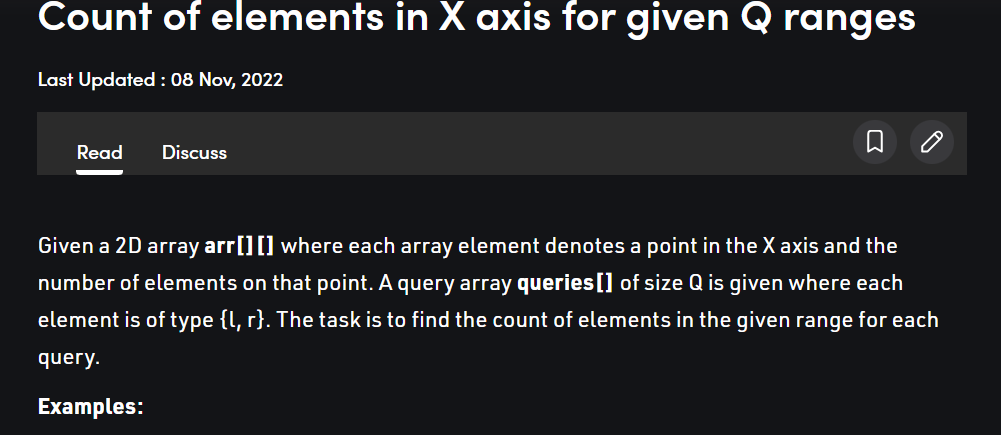 Count of elements in X axis for given Q ranges
Last Updated : 08 Nov, 2022
Read Discuss
Given a 2D array arr[][] where each array element denotes a point in the X axis and the
number of elements on that point. A query array queries[] of size Q is given where each
element is of type {l, r}. The task is to find the count of elements in the given range for each
query.
Examples: